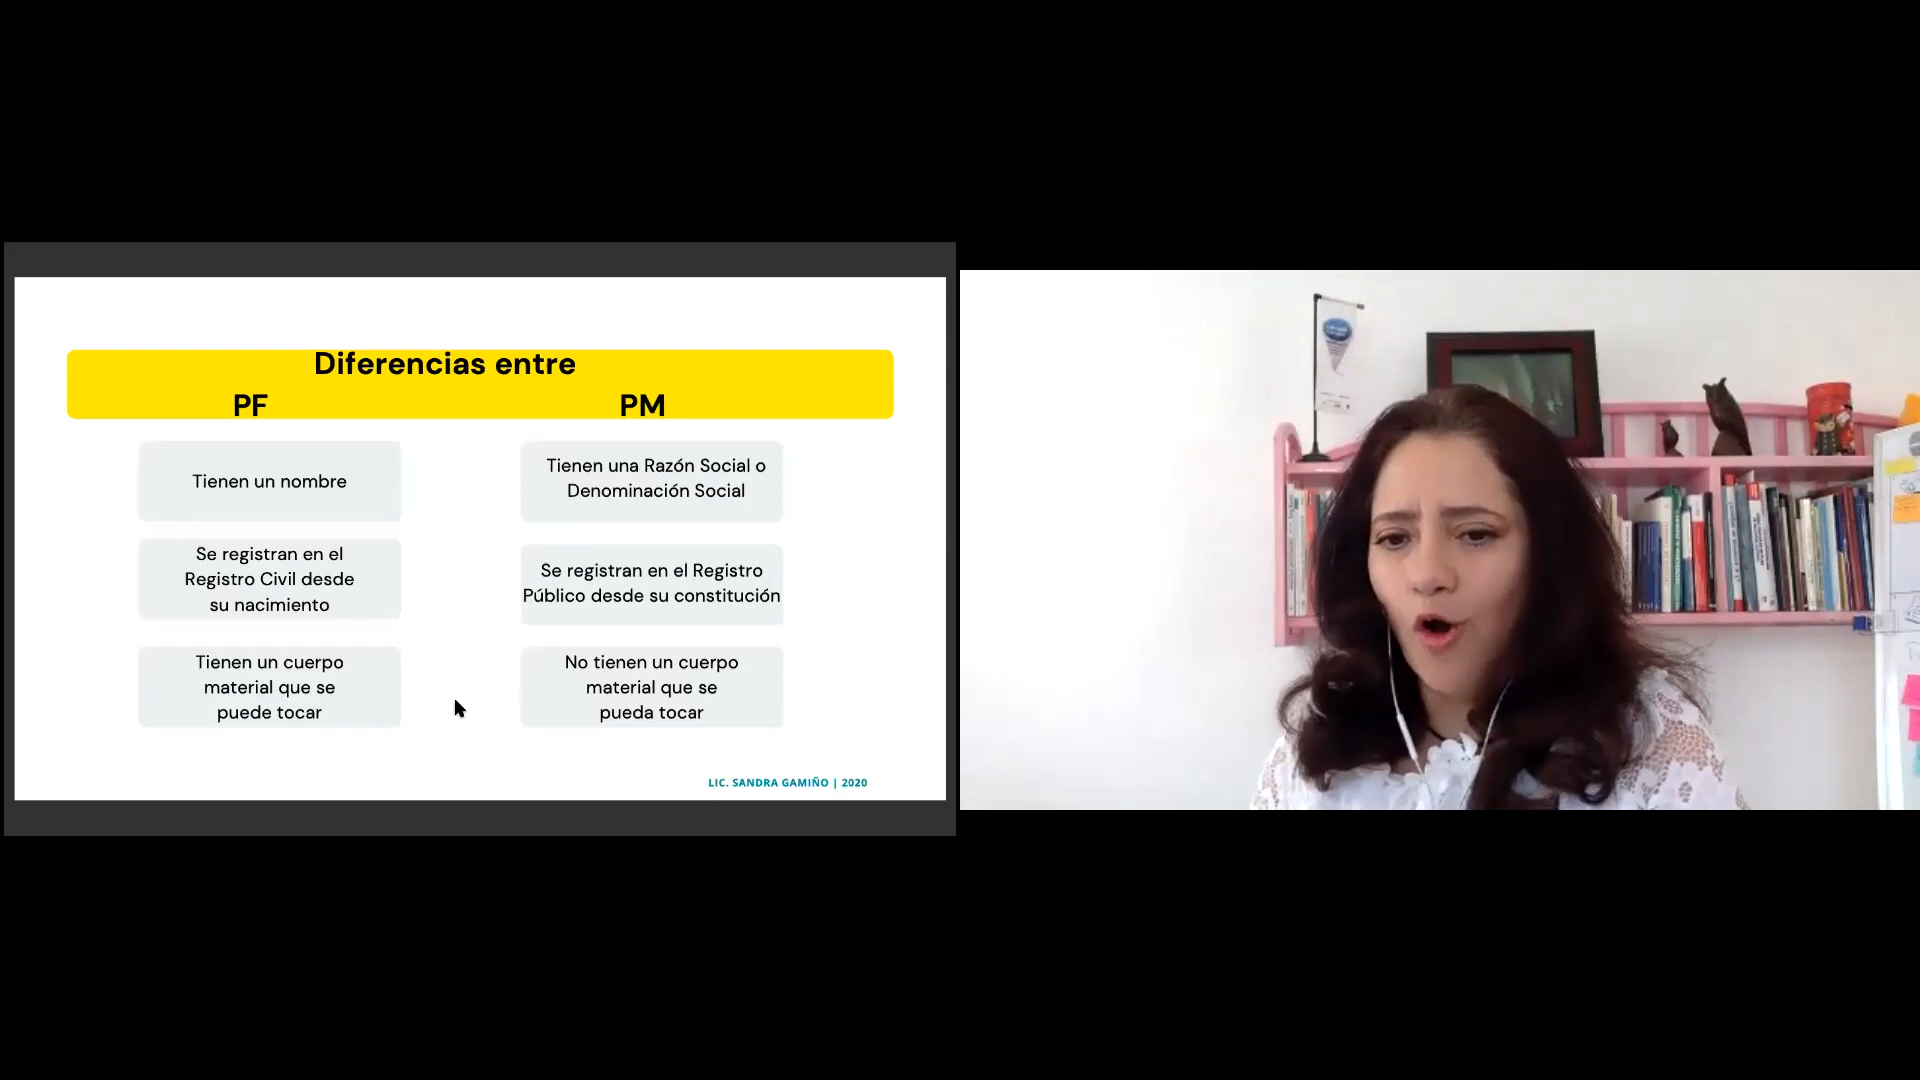 Diferencias entre
PF
PM
Tienen un nombre
Tienen una Razón Social o
Denominación Social
Se registran en el
Registro Civil desde
su nacimiento
Se registran en el Registro
Público desde su constitución
Tienen un cuerpo
material que se
puede tocar
No tienen un cuerpo
material que se
pueda tocar
LIC. SANDRA GAMIÑO | 2020